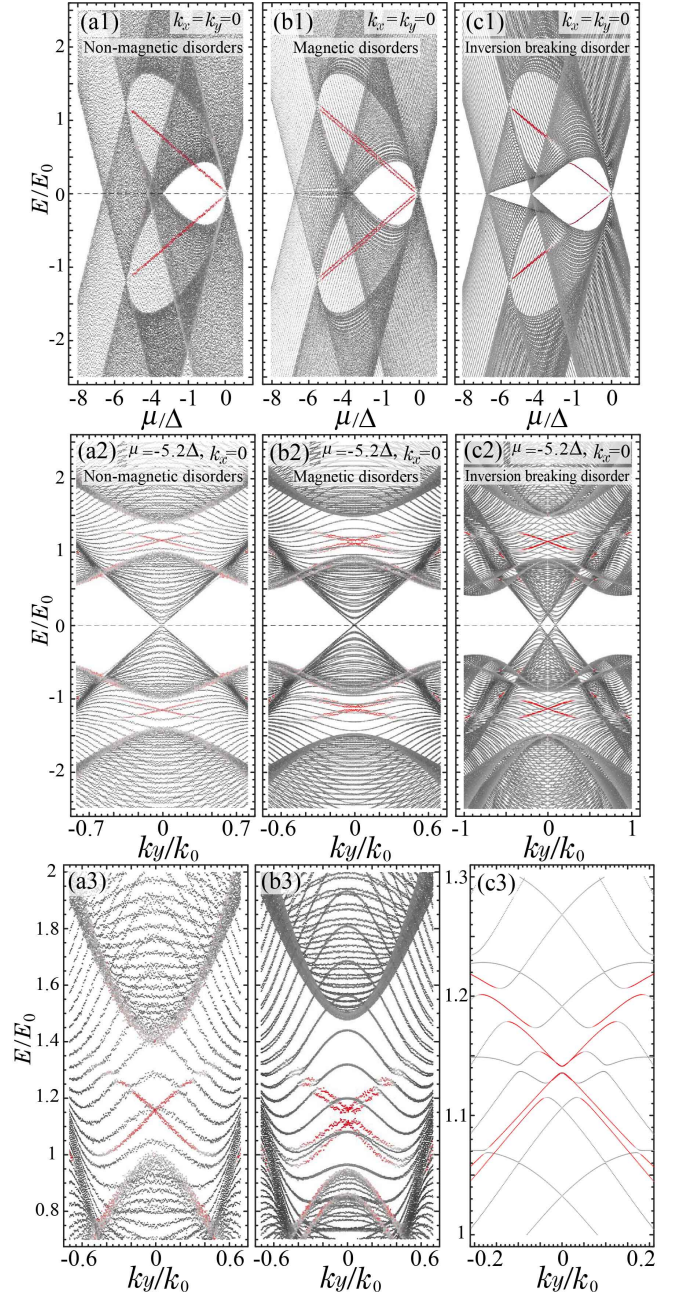 (a1) kx=ky=0
Non-magnetic disorders
(b1) kx=ky=0
Magnetic disorders
(c1) kx=ky=0
Inversion breaking disorder
E/E0
2
1
0
-1
-2
-8 -6 -4 -2 0
-8 -6 -4 -2 0
-8 -6 -4 -2 0
μ/Δ
μ/Δ
μ/Δ
(a2) μ=-5.2Δ, kx=0
Non-magnetic disorders
(b2) μ=-5.2Δ, kx=0
Magnetic disorders
(c2) μ=-5.2Δ, kx=0
Inversion breaking disorder
E/E0
2
1
0
-1
-2
-0.7 0 0.7
-0.6 0 0.6
-1 0 1
ky/k0
ky/k0
ky/k0
(a3)
(b3)
(c3)
E/E0
2
1.8
1.6
1.4
1.2
1
0.8
1.3
1.2
1.1
1
-0.6 0 0.6
-0.6 0 0.6
-0.2 0 0.2
ky/k0
ky/k0
ky/k0